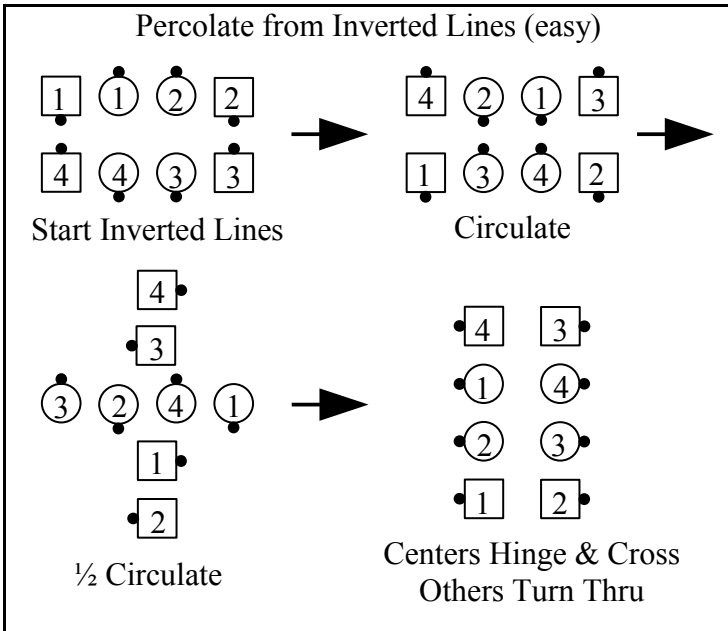 Percolate from Inverted Lines (easy)
1 1 2 2
4 4 3 3
Start Inverted Lines
4 2 1 3
1 3 4 2
Circulate
4
3
3 2 4 1
1
2
½ Circulate
4 3
1 4
2 3
1 2
Centers Hinge & Cross
Others Turn Thru